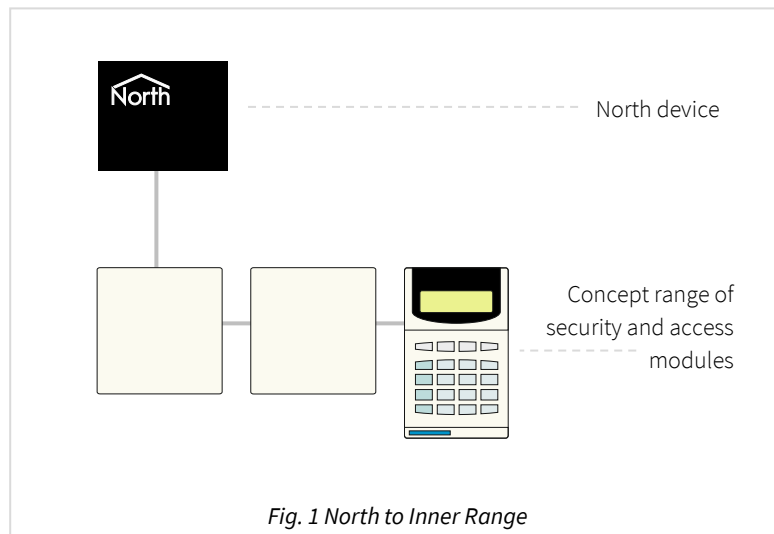 North
North device
Concept range of
security and access
modules
Fig. 1 North to Inner Range